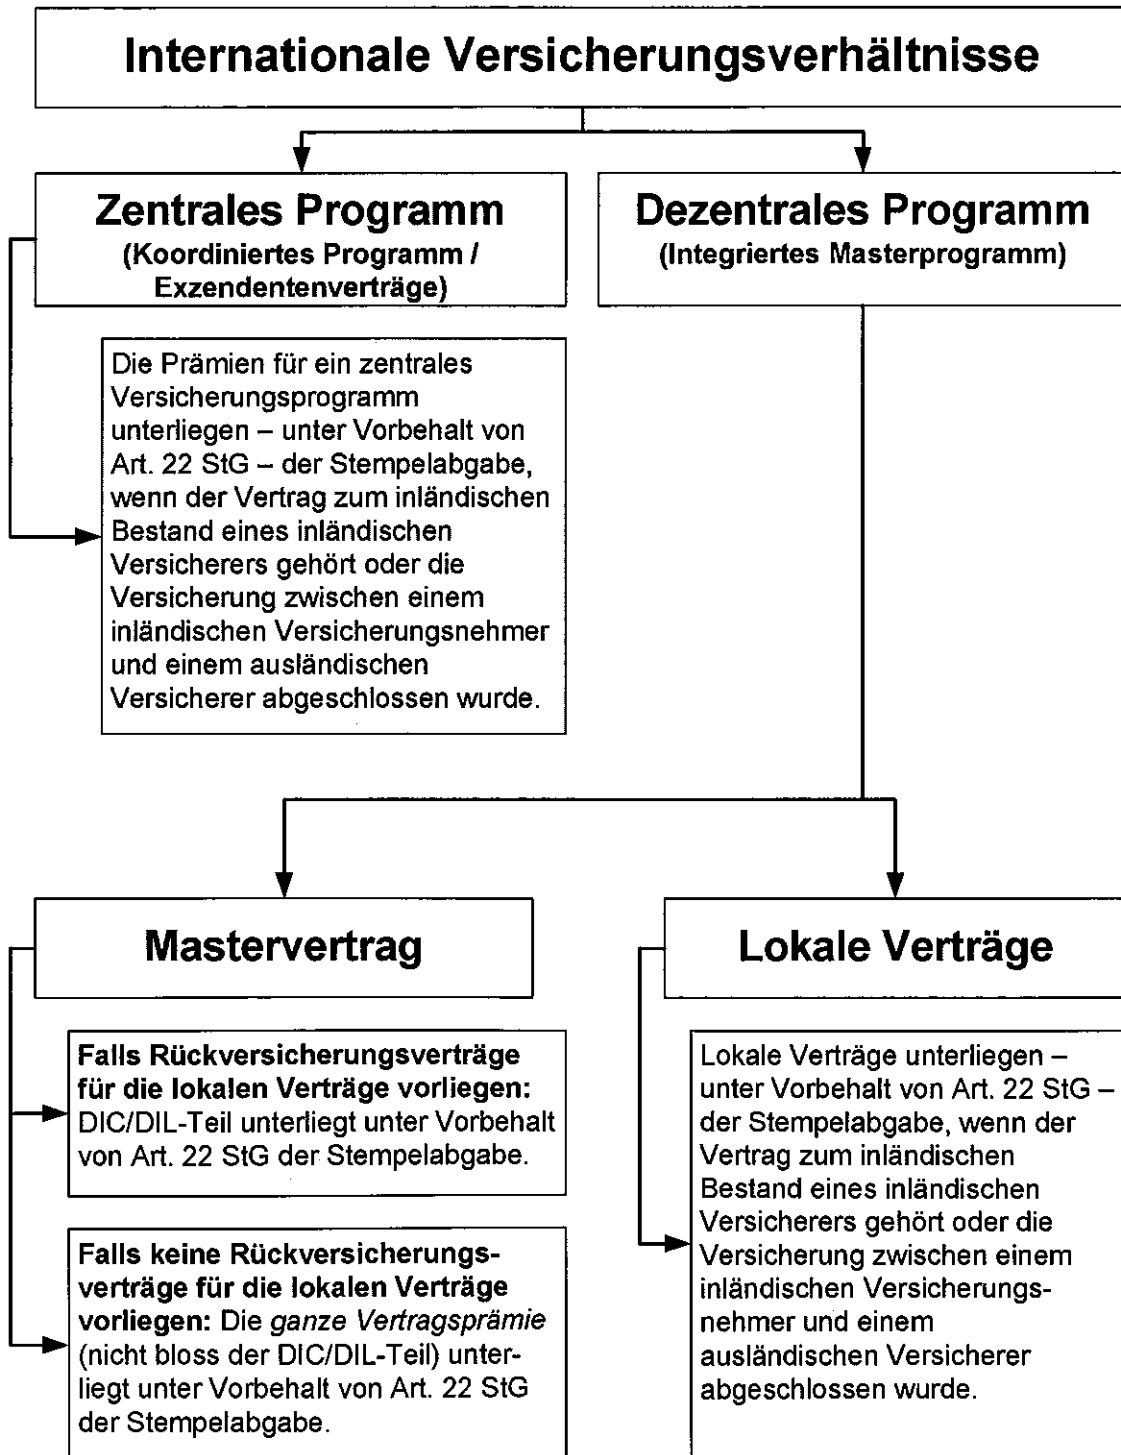 Internationale Versicherungsverhältnisse
Zentrales Programm
(Koordiniertes Programm /
Exzendentenverträge)
Dezentrales Programm
(Integriertes Masterprogramm)
Die Prämien für ein zentrales
Versicherungsprogramm
unterliegen – unter Vorbehalt von
Art. 22 StG – der Stempelabgabe,
wenn der Vertrag zum inländischen
Bestand eines inländischen
Versicherers gehört oder die
Versicherung zwischen einem
inländischen Versicherungsnehmer
und einem ausländischen
Versicherer abgeschlossen wurde.
Mastervertrag
Falls Rückversicherungsverträge
für die lokalen Verträge vorliegen:
DIC/DIL-Teil unterliegt unter Vorbehalt
von Art. 22 StG der Stempelabgabe.
Falls keine Rückversicherungs-
verträge für die lokalen Verträge
vorliegen: Die ganze Vertragsprämie
(nicht bloss der DIC/DIL-Teil) unter-
liegt unter Vorbehalt von Art. 22 StG
der Stempelabgabe.
Lokale Verträge
Lokale Verträge unterliegen –
unter Vorbehalt von Art. 22 StG –
der Stempelabgabe, wenn der
Vertrag zum inländischen
Bestand eines inländischen
Versicherers gehört oder die
Versicherung zwischen einem
inländischen Versicherungs-
nehmer und einem
ausländischen Versicherer
abgeschlossen wurde.